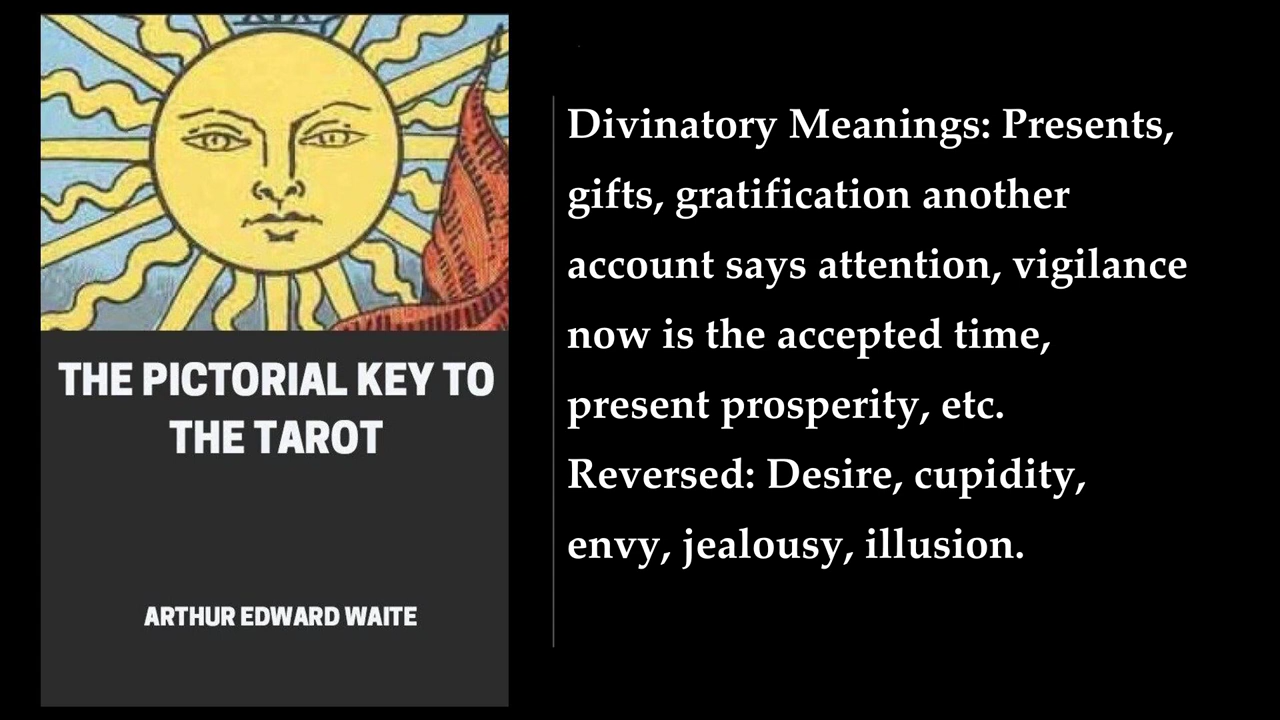 XIX
THE PICTORIAL KEY TO
THE TAROT
ARTHUR EDWARD WAITE
Divinatory Meanings: Presents,
gifts, gratification another
account says attention, vigilance
now is the accepted time,
present prosperity, etc.
Reversed: Desire, cupidity,
envy, jealousy, illusion.